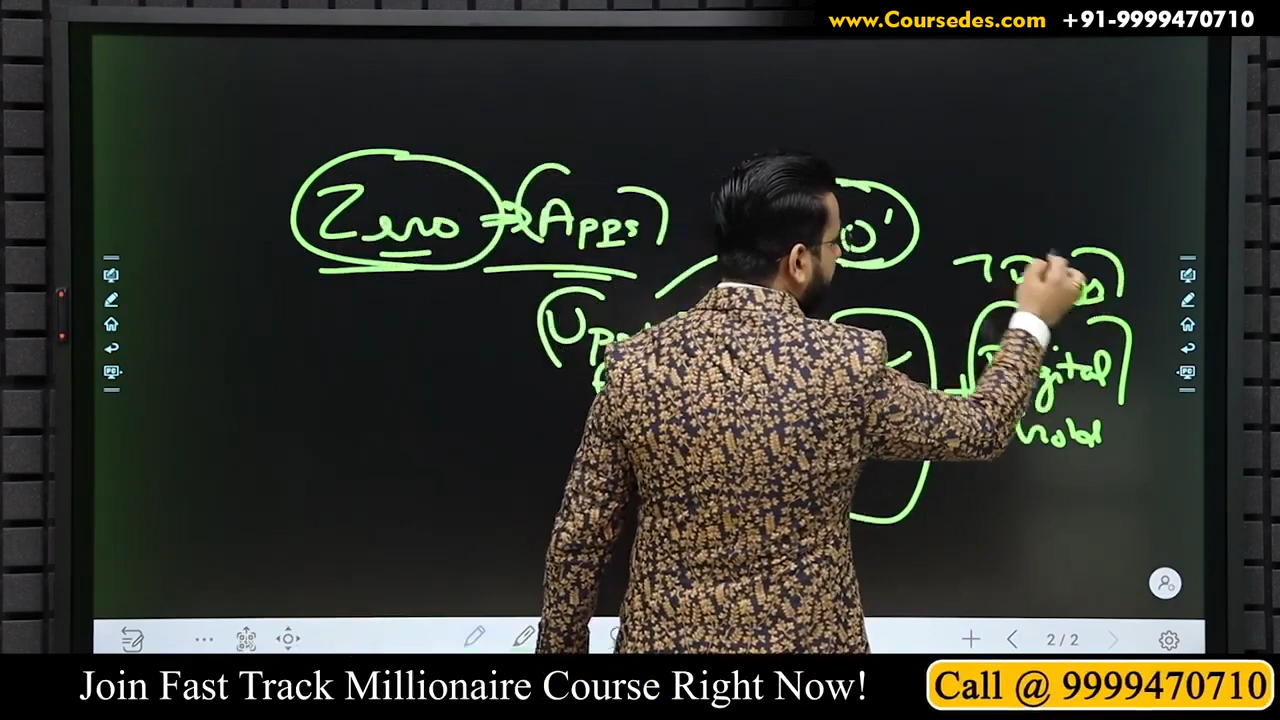 www.Coursedes.com +91-9999470710
Zero Apps
Digital
2/2
Join Fast Track Millionaire Course Right Now!
Call @ 9999470710